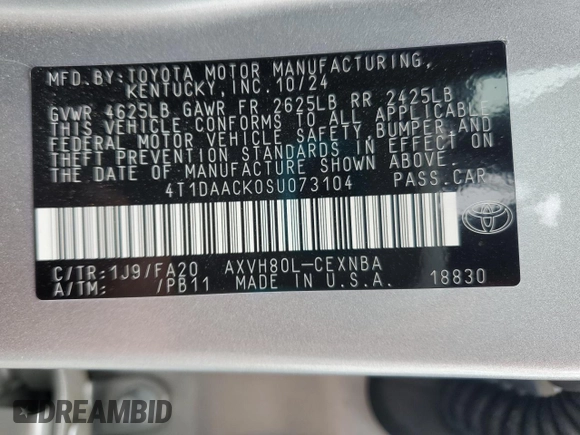 MFD.BY:TOYOTA MOTOR MANUFACTURING,
KENTUCKY,INC.10/24
GVWR 4625LB GAWR FR 2625LB RR 2425LB
THIS VEHICLE CONFORMS TO ALL APPLICABLE
FEDERAL MOTOR VEHICLE SAFETY,BUMPER,AND
THEFT PREVENTION STANDARDS IN EFFECT ON
THE DATE OF MANUFACTURE SHOWN ABOVE.
4T1DAACK0SU073104 PASS.CAR
C/TR:1J9/FA20 AXVH80L-CEXNBA
A/TM: /PB11 MADE IN U.S.A. 18830
DREAMBID